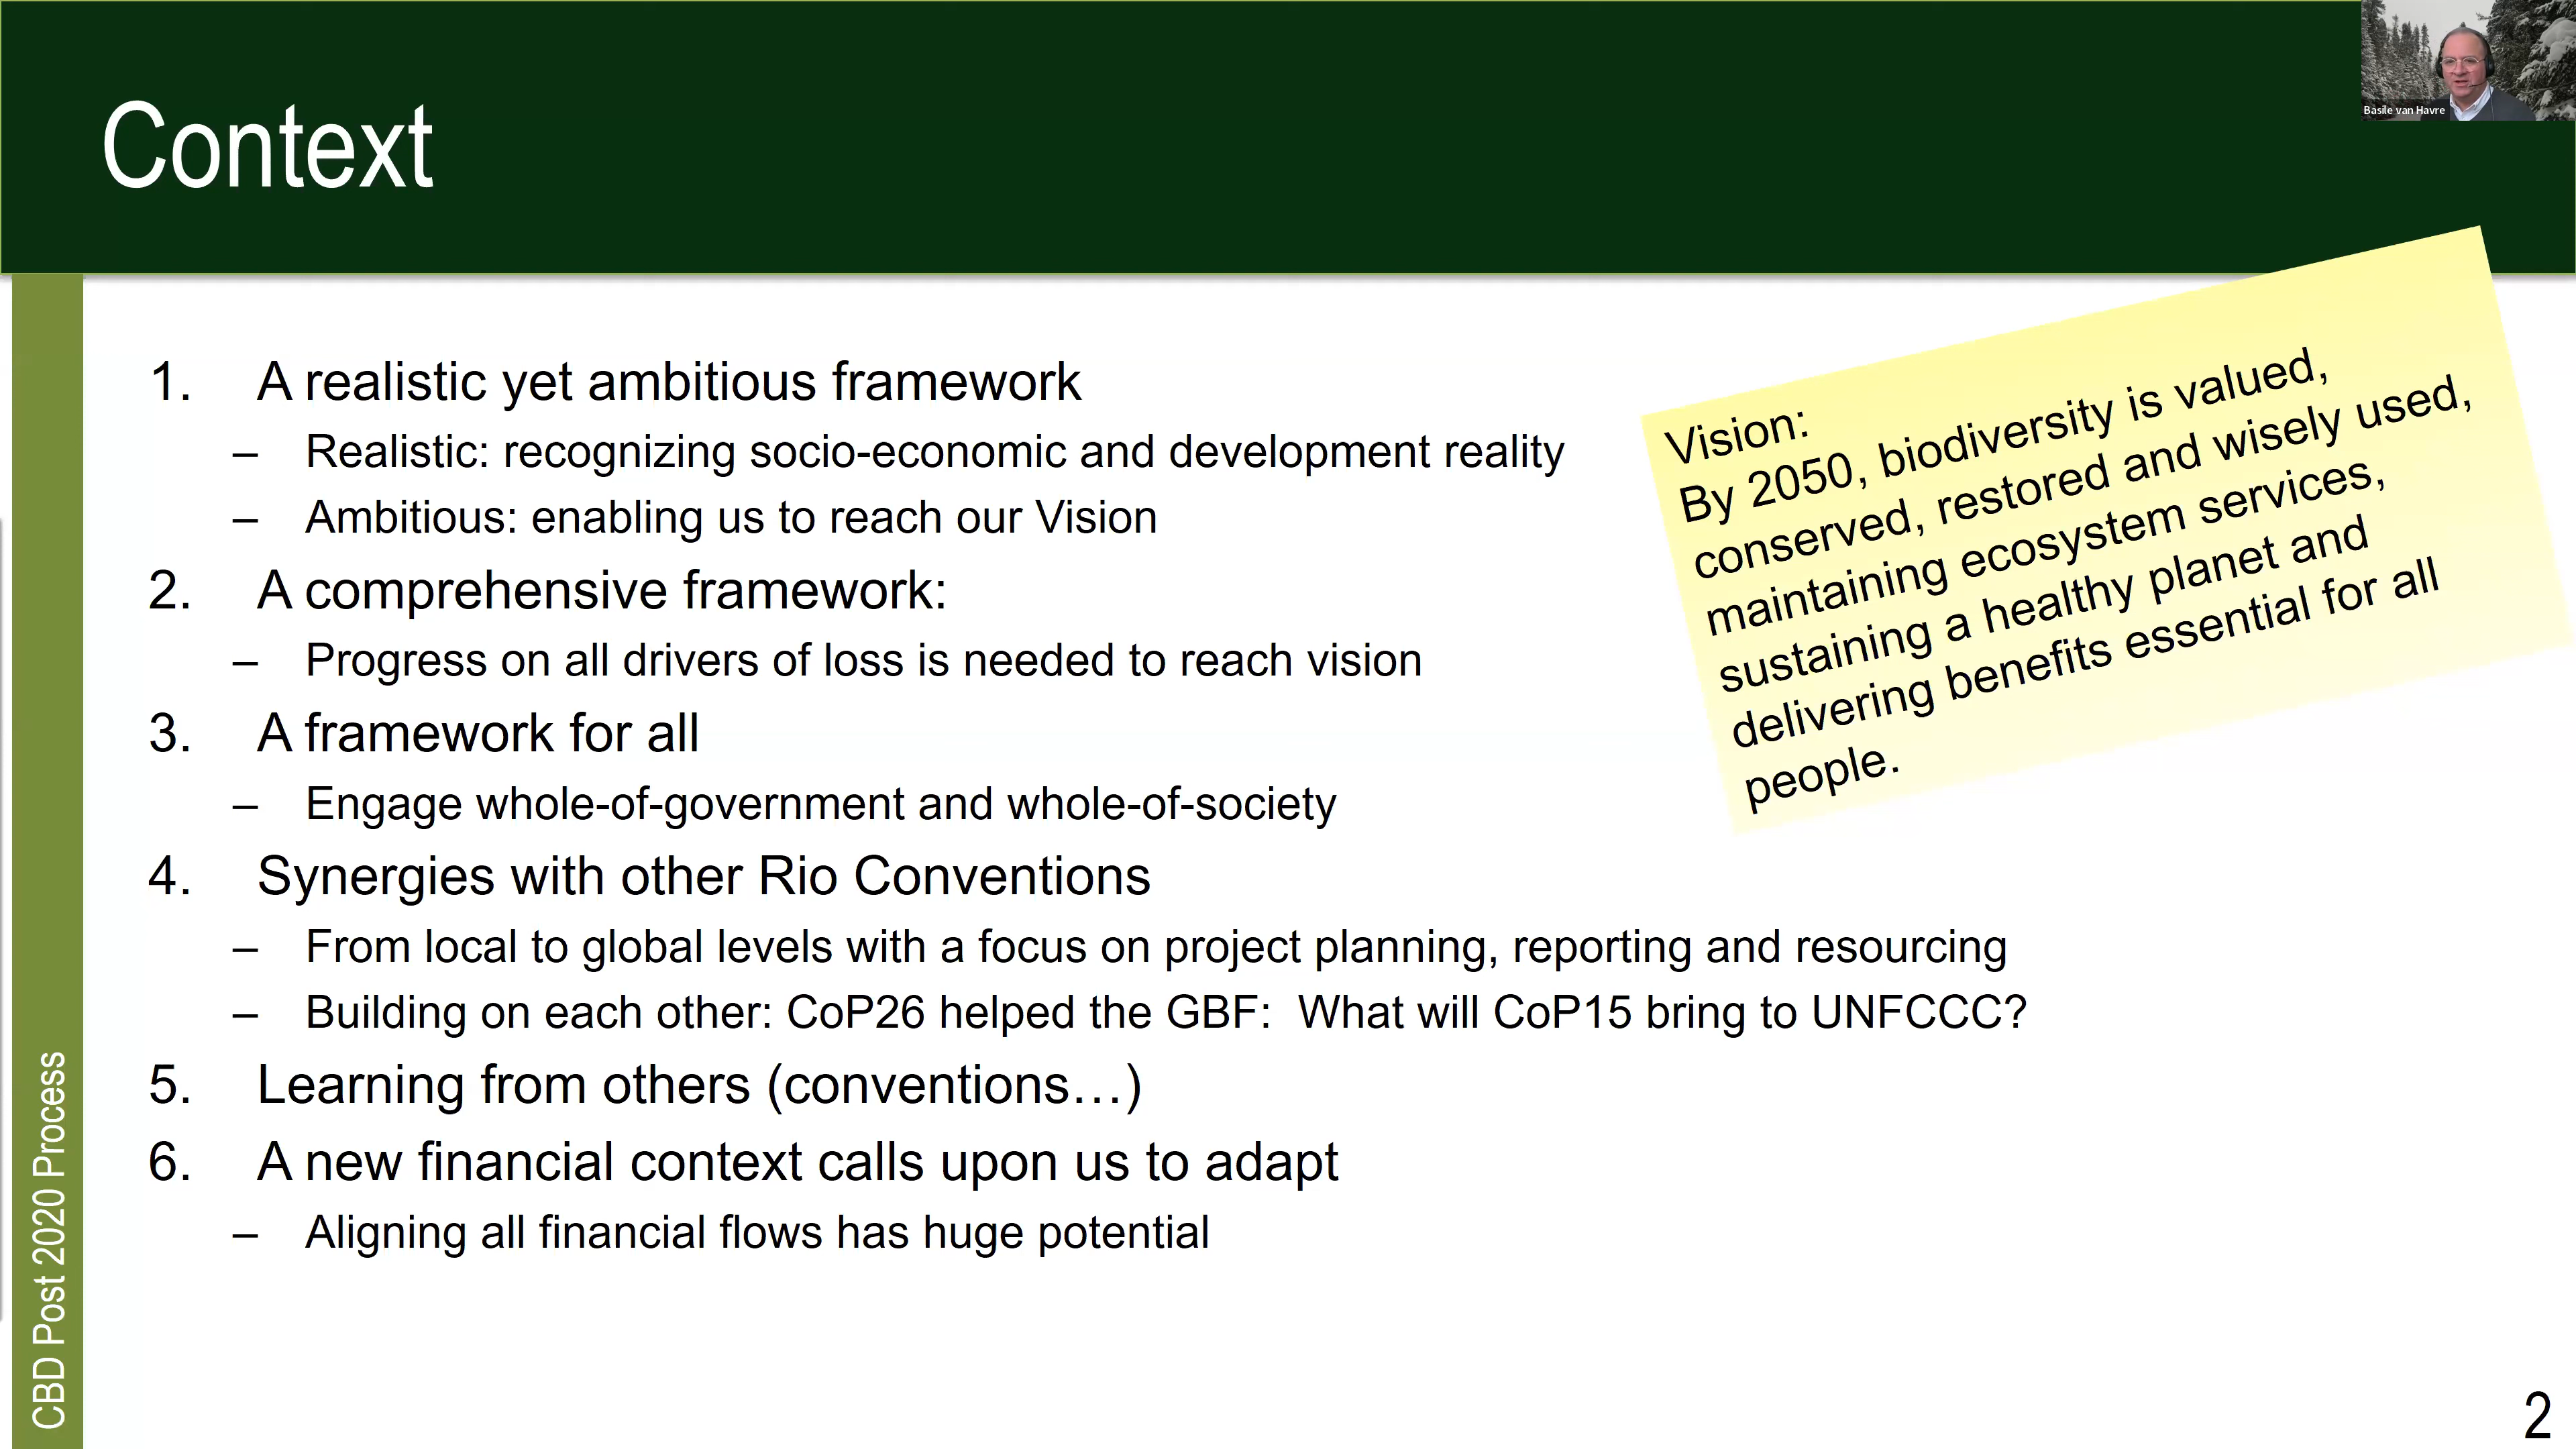 Context
Basile van Havre
1. A realistic yet ambitious framework
– Realistic: recognizing socio-economic and development reality
– Ambitious: enabling us to reach our Vision
2. A comprehensive framework:
– Progress on all drivers of loss is needed to reach vision
3. A framework for all
– Engage whole-of-government and whole-of-society
4. Synergies with other Rio Conventions
– From local to global levels with a focus on project planning, reporting and resourcing
– Building on each other: CoP26 helped the GBF: What will CoP15 bring to UNFCCC?
5. Learning from others (conventions…)
6. A new financial context calls upon us to adapt
– Aligning all financial flows has huge potential
Vision:
By 2050, biodiversity is valued,
conserved, restored and wisely used,
maintaining ecosystem services,
sustaining a healthy planet and
delivering benefits essential for all
people.
CBD Post 2020 Process
2